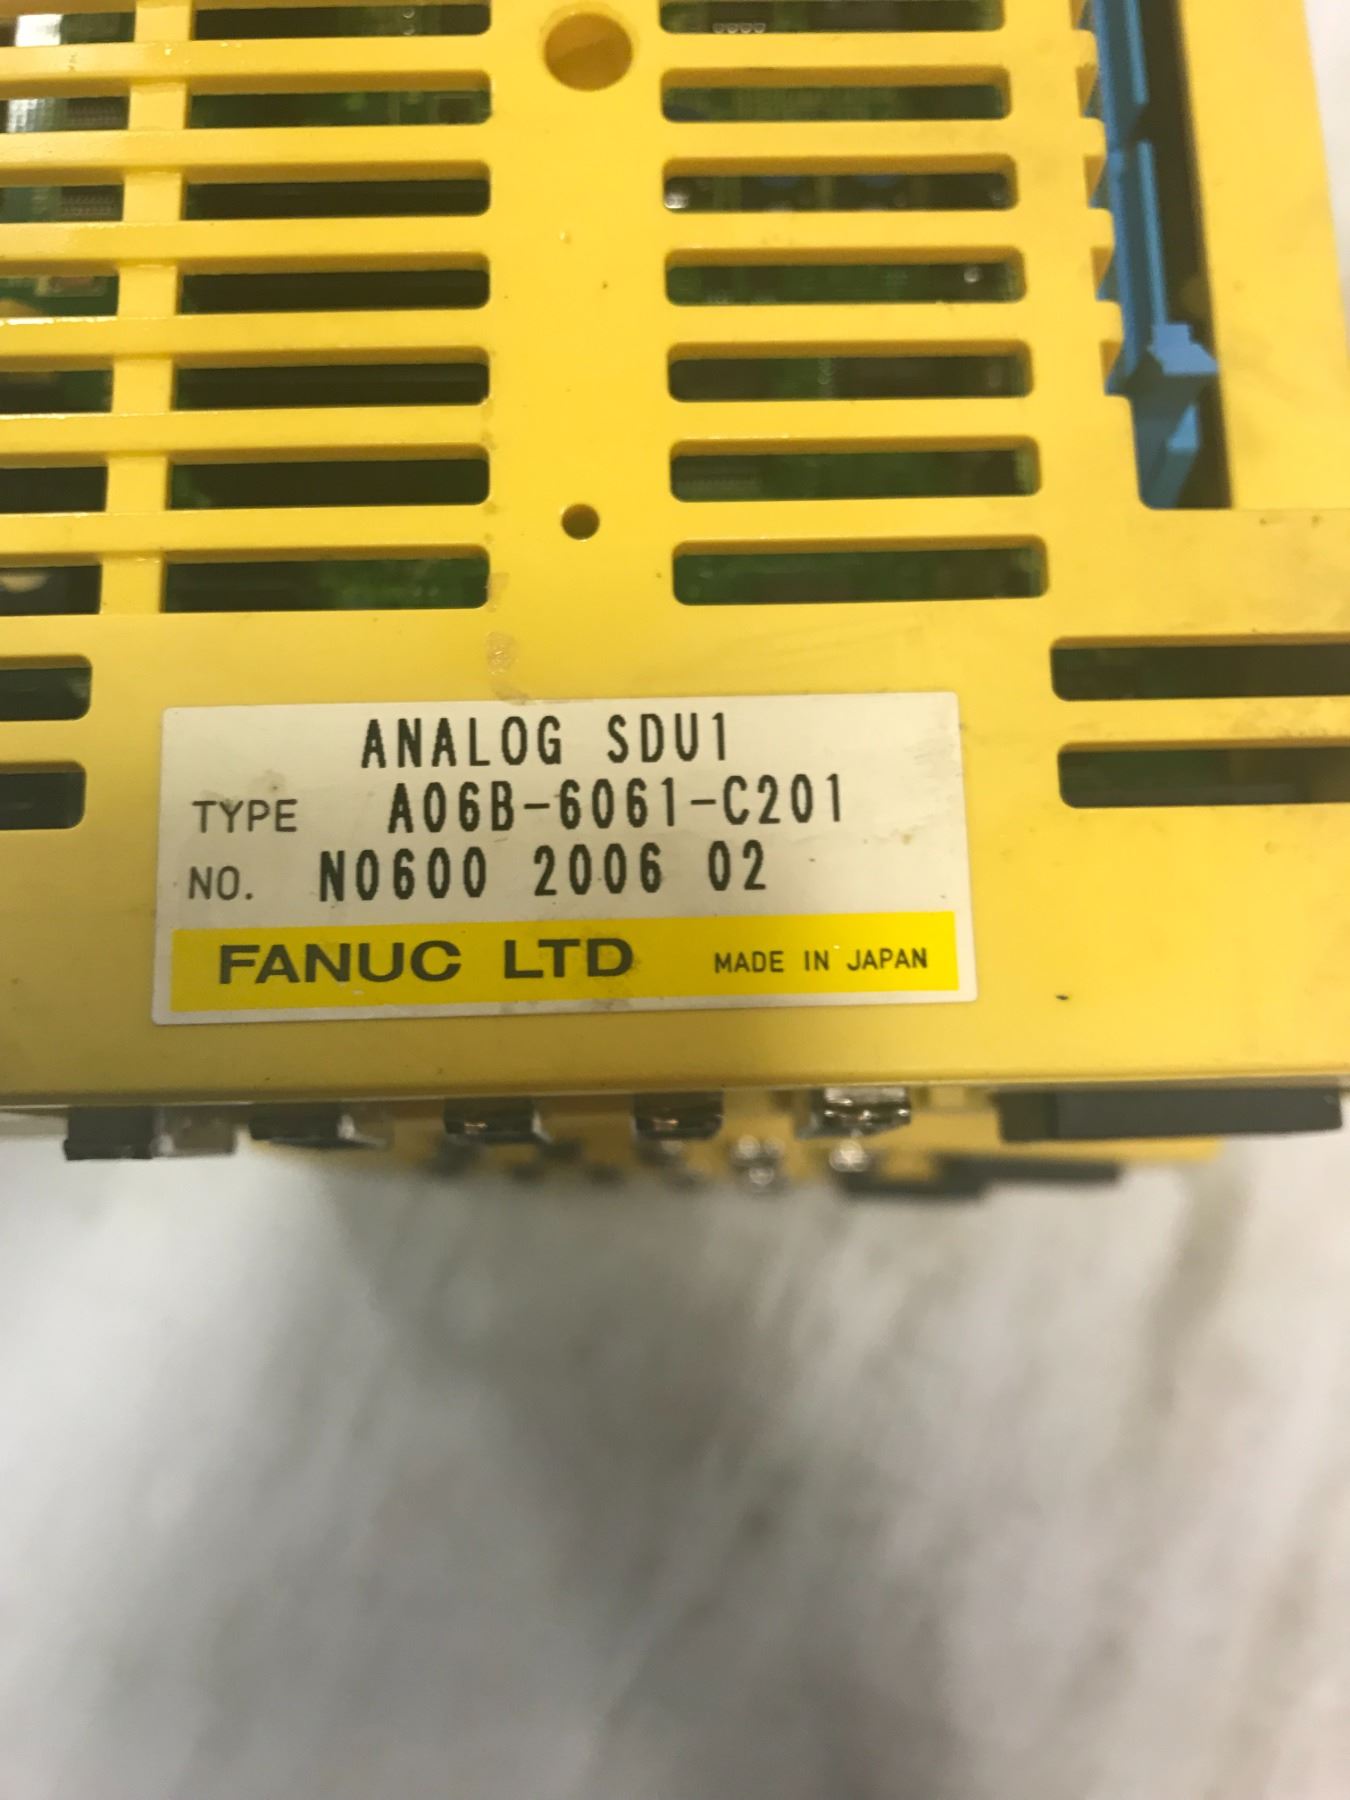 ANALOG SDU1
TYPE A06B-6061-C201
NO. N0600 2006 02
FANUC LTD MADE IN JAPAN